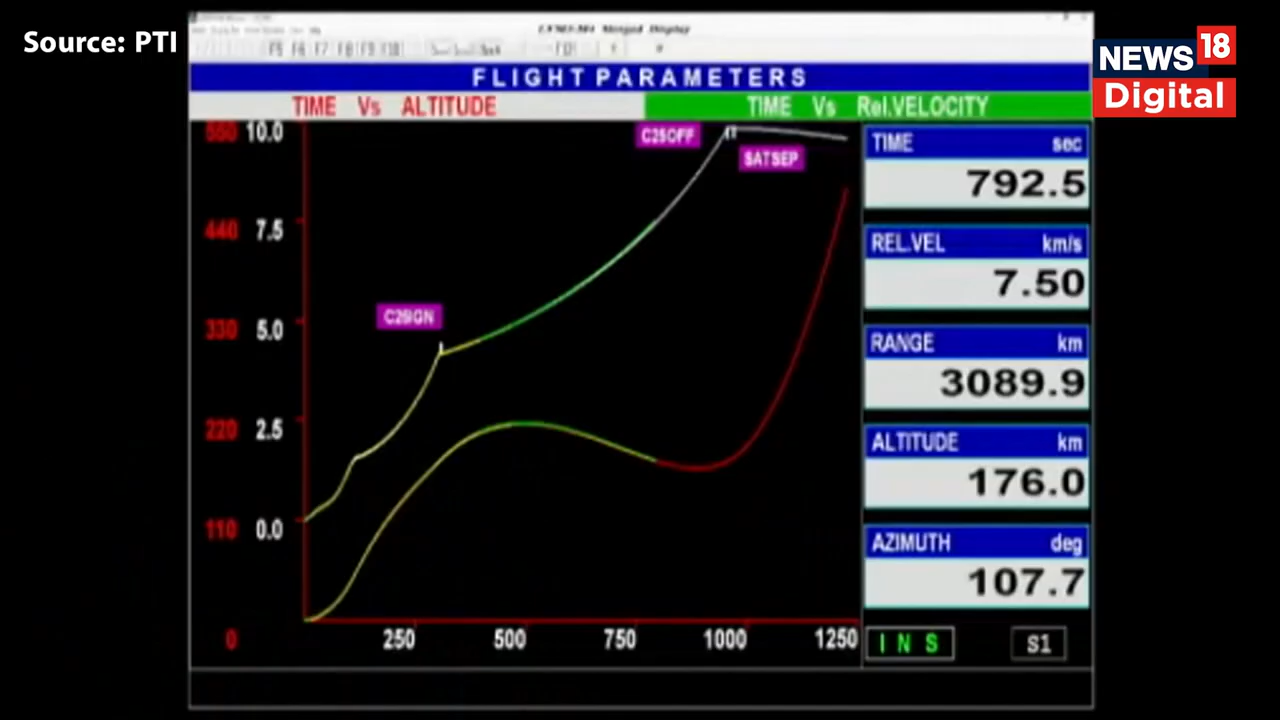 Source: PTI
NEWS 18
Digital
FLIGHT PARAMETERS
TIME Vs ALTITUDE
TIME Vs Rel.VELOCITY
550 10.0
440 7.5
330 5.0
220 2.5
110 0.0
0
250 500 750 1000 1250
C25OFF
SATSEP
C25IGN
TIME sec
792.5
REL.VEL km/s
7.50
RANGE km
3089.9
ALTITUDE km
176.0
AZIMUTH deg
107.7
INS S1